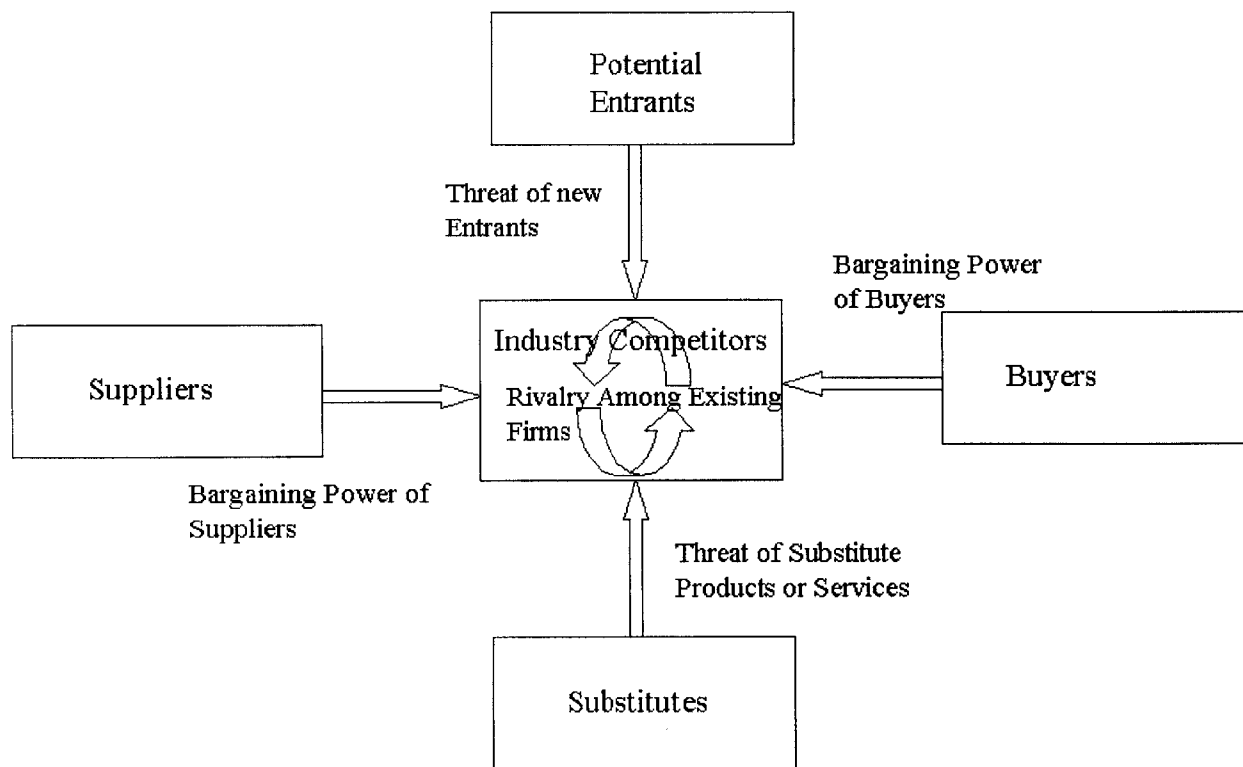 Potential
Entrants
Threat of new
Entrants
Bargaining Power
of Buyers
Industry Competitors
Suppliers
Buyers
Rivalry Among Existing
Firms
Bargaining Power of
Suppliers
Threat of Substitute
Products or Services
Substitutes